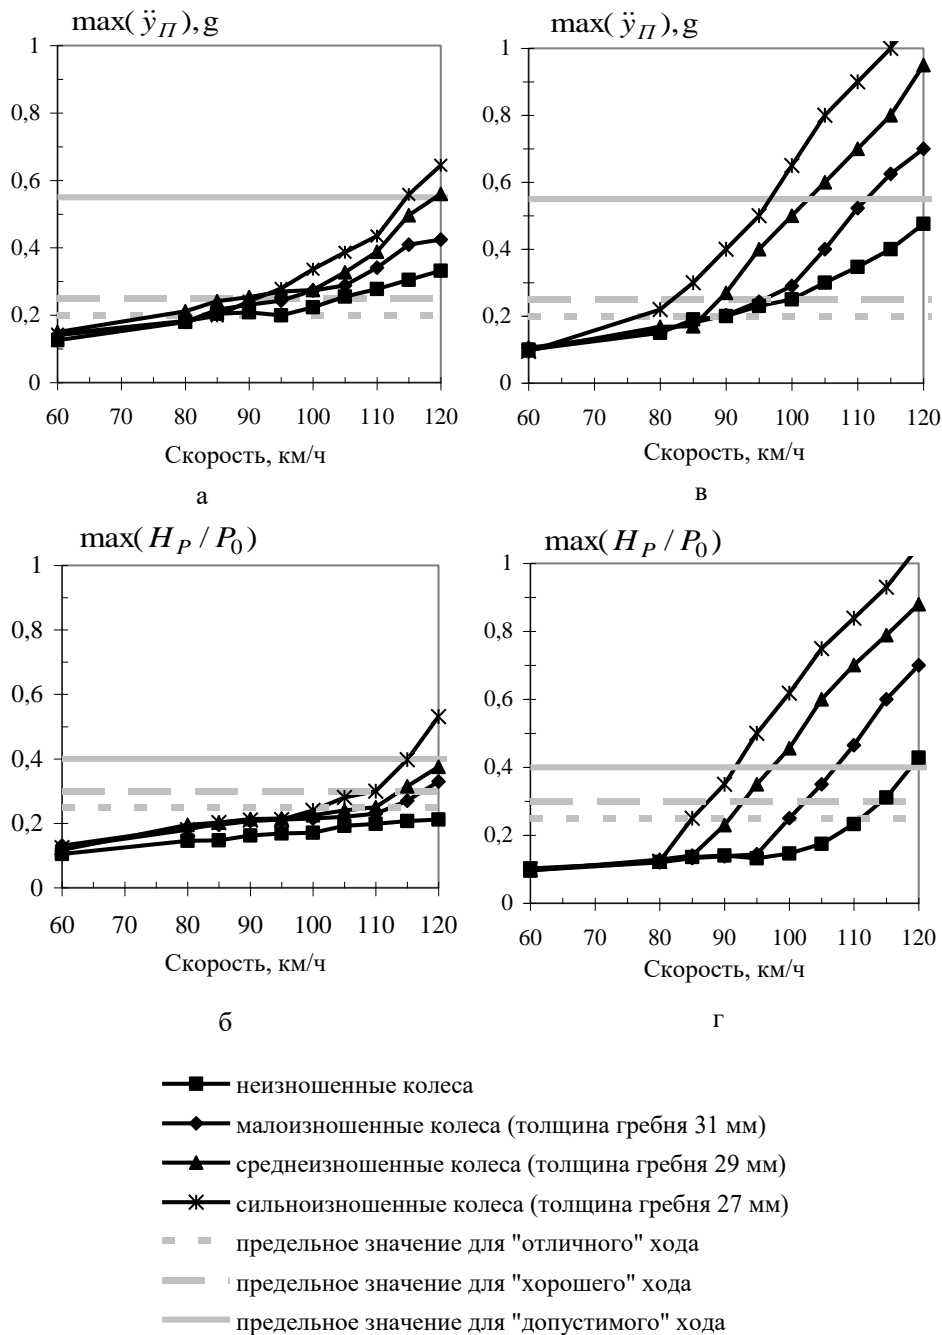 max(ÿ_П), g
1
0,8
0,6
0,4
0,2
0
60 70 80 90 100 110 120
Скорость, км/ч
а
max(ÿ_П), g
1
0,8
0,6
0,4
0,2
0
60 70 80 90 100 110 120
Скорость, км/ч
в
max(H_P / P_0)
1
0,8
0,6
0,4
0,2
0
60 70 80 90 100 110 120
Скорость, км/ч
б
max(H_P / P_0)
1
0,8
0,6
0,4
0,2
0
60 70 80 90 100 110 120
Скорость, км/ч
г
неизношенные колеса
малоизношенные колеса (толщина гребня 31 мм)
среднеизношенные колеса (толщина гребня 29 мм)
сильноизношенные колеса (толщина гребня 27 мм)
предельное значение для "отличного" хода
предельное значение для "хорошего" хода
предельное значение для "допустимого" хода